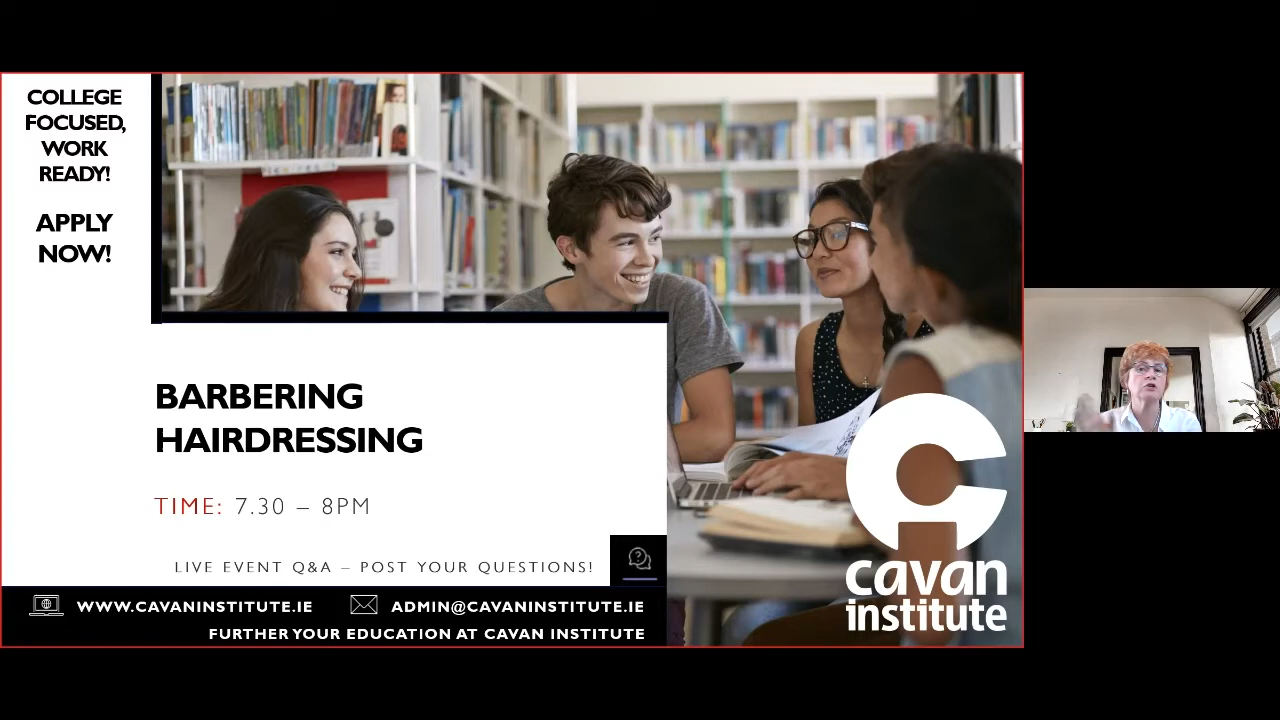 COLLEGE
FOCUSED,
WORK
READY!
APPLY
NOW!
BARBERING
HAIRDRESSING
TIME: 7.30 – 8PM
LIVE EVENT Q&A – POST YOUR QUESTIONS!
WWW.CAVANINSTITUTE.IE ADMIN@CAVANINSTITUTE.IE
FURTHER YOUR EDUCATION AT CAVAN INSTITUTE
cavan
institute